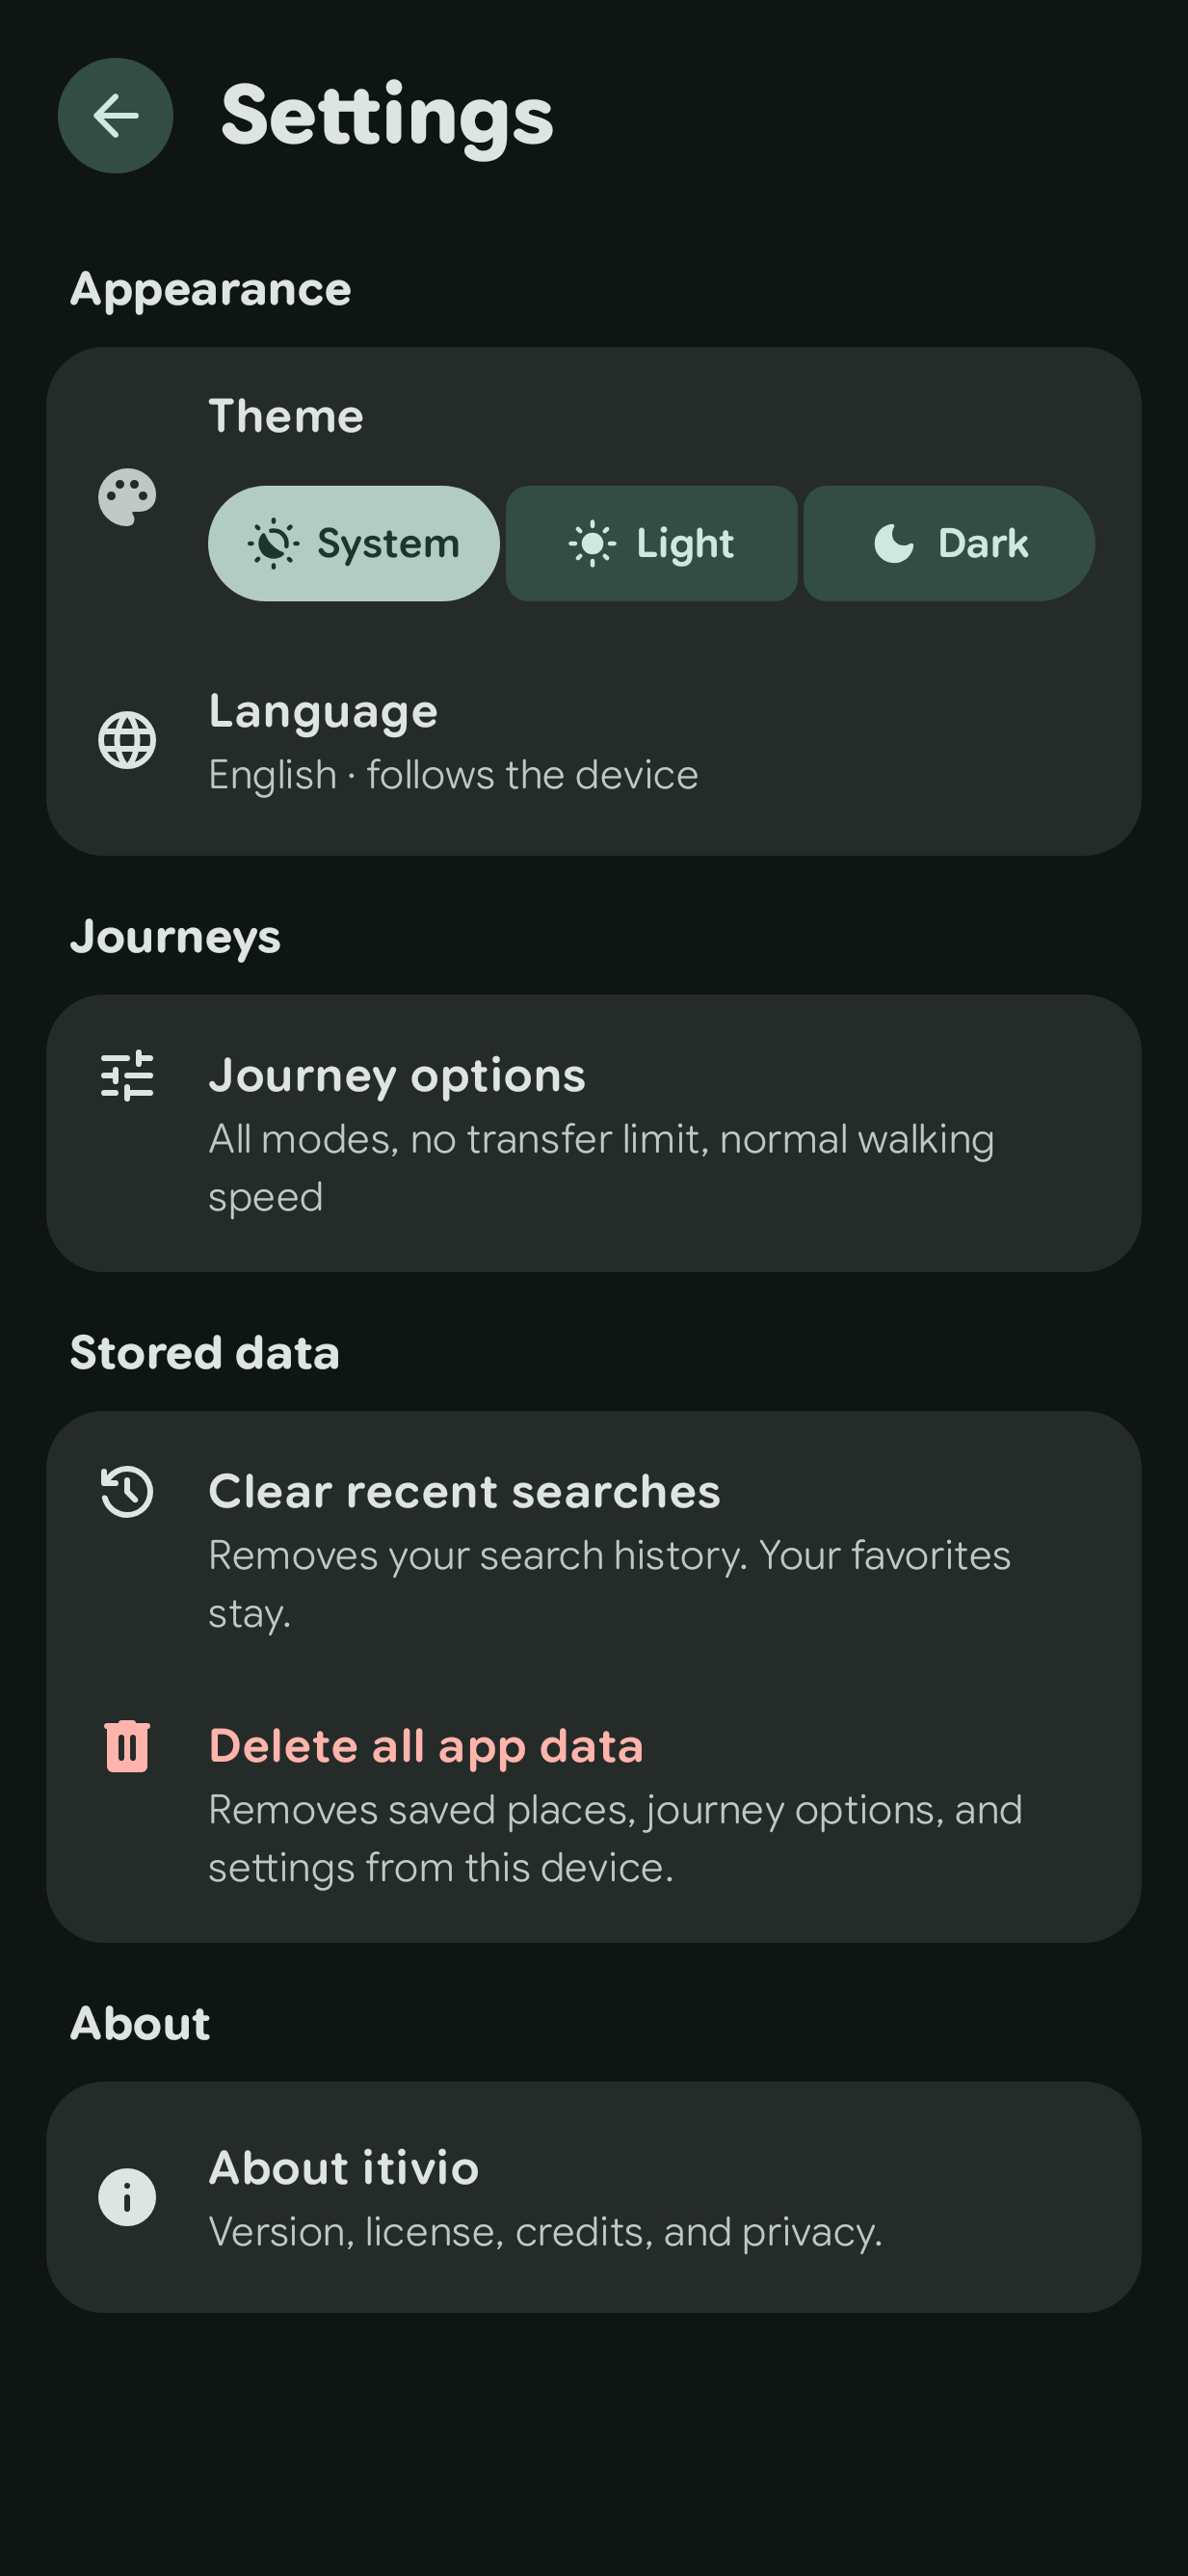 Settings
Appearance
Theme
System
Light
Dark
Language
English · follows the device
Journeys
Journey options
All modes, no transfer limit, normal walking
speed
Stored data
Clear recent searches
Removes your search history. Your favorites
stay.
Delete all app data
Removes saved places, journey options, and
settings from this device.
About
About itivio
Version, license, credits, and privacy.